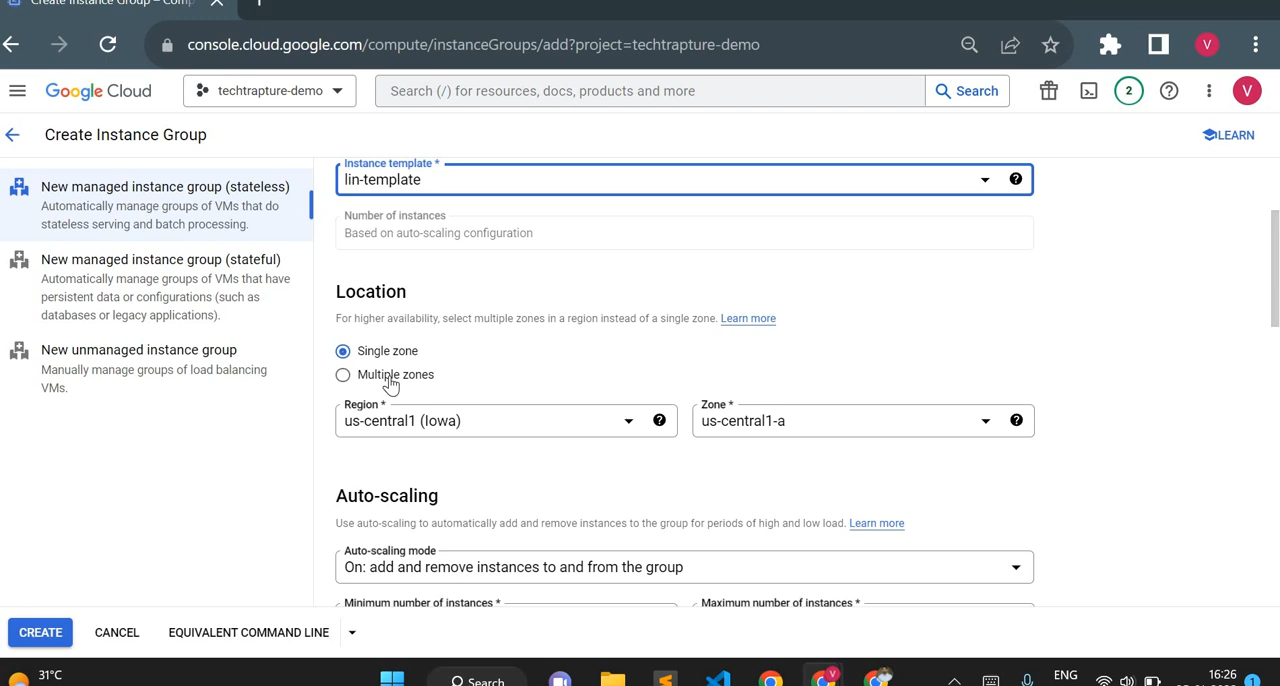 Create Instance Group – Comp
console.cloud.google.com/compute/instanceGroups/add?project=techtrapture-demo
V
Google Cloud
techtrapture-demo
Search (/) for resources, docs, products and more
Search
2
V
Create Instance Group
LEARN
New managed instance group (stateless)
Automatically manage groups of VMs that do
stateless serving and batch processing.
New managed instance group (stateful)
Automatically manage groups of VMs that have
persistent data or configurations (such as
databases or legacy applications).
New unmanaged instance group
Manually manage groups of load balancing
VMs.
Instance template *
lin-template
Number of instances
Based on auto-scaling configuration
Location
For higher availability, select multiple zones in a region instead of a single zone. Learn more
Single zone
Multiple zones
Region *
us-central1 (Iowa)
Zone *
us-central1-a
Auto-scaling
Use auto-scaling to automatically add and remove instances to the group for periods of high and low load. Learn more
Auto-scaling mode
On: add and remove instances to and from the group
Minimum number of instances *
Maximum number of instances *
CREATE
CANCEL
EQUIVALENT COMMAND LINE
31°C
Search
V
ENG
16:26
1